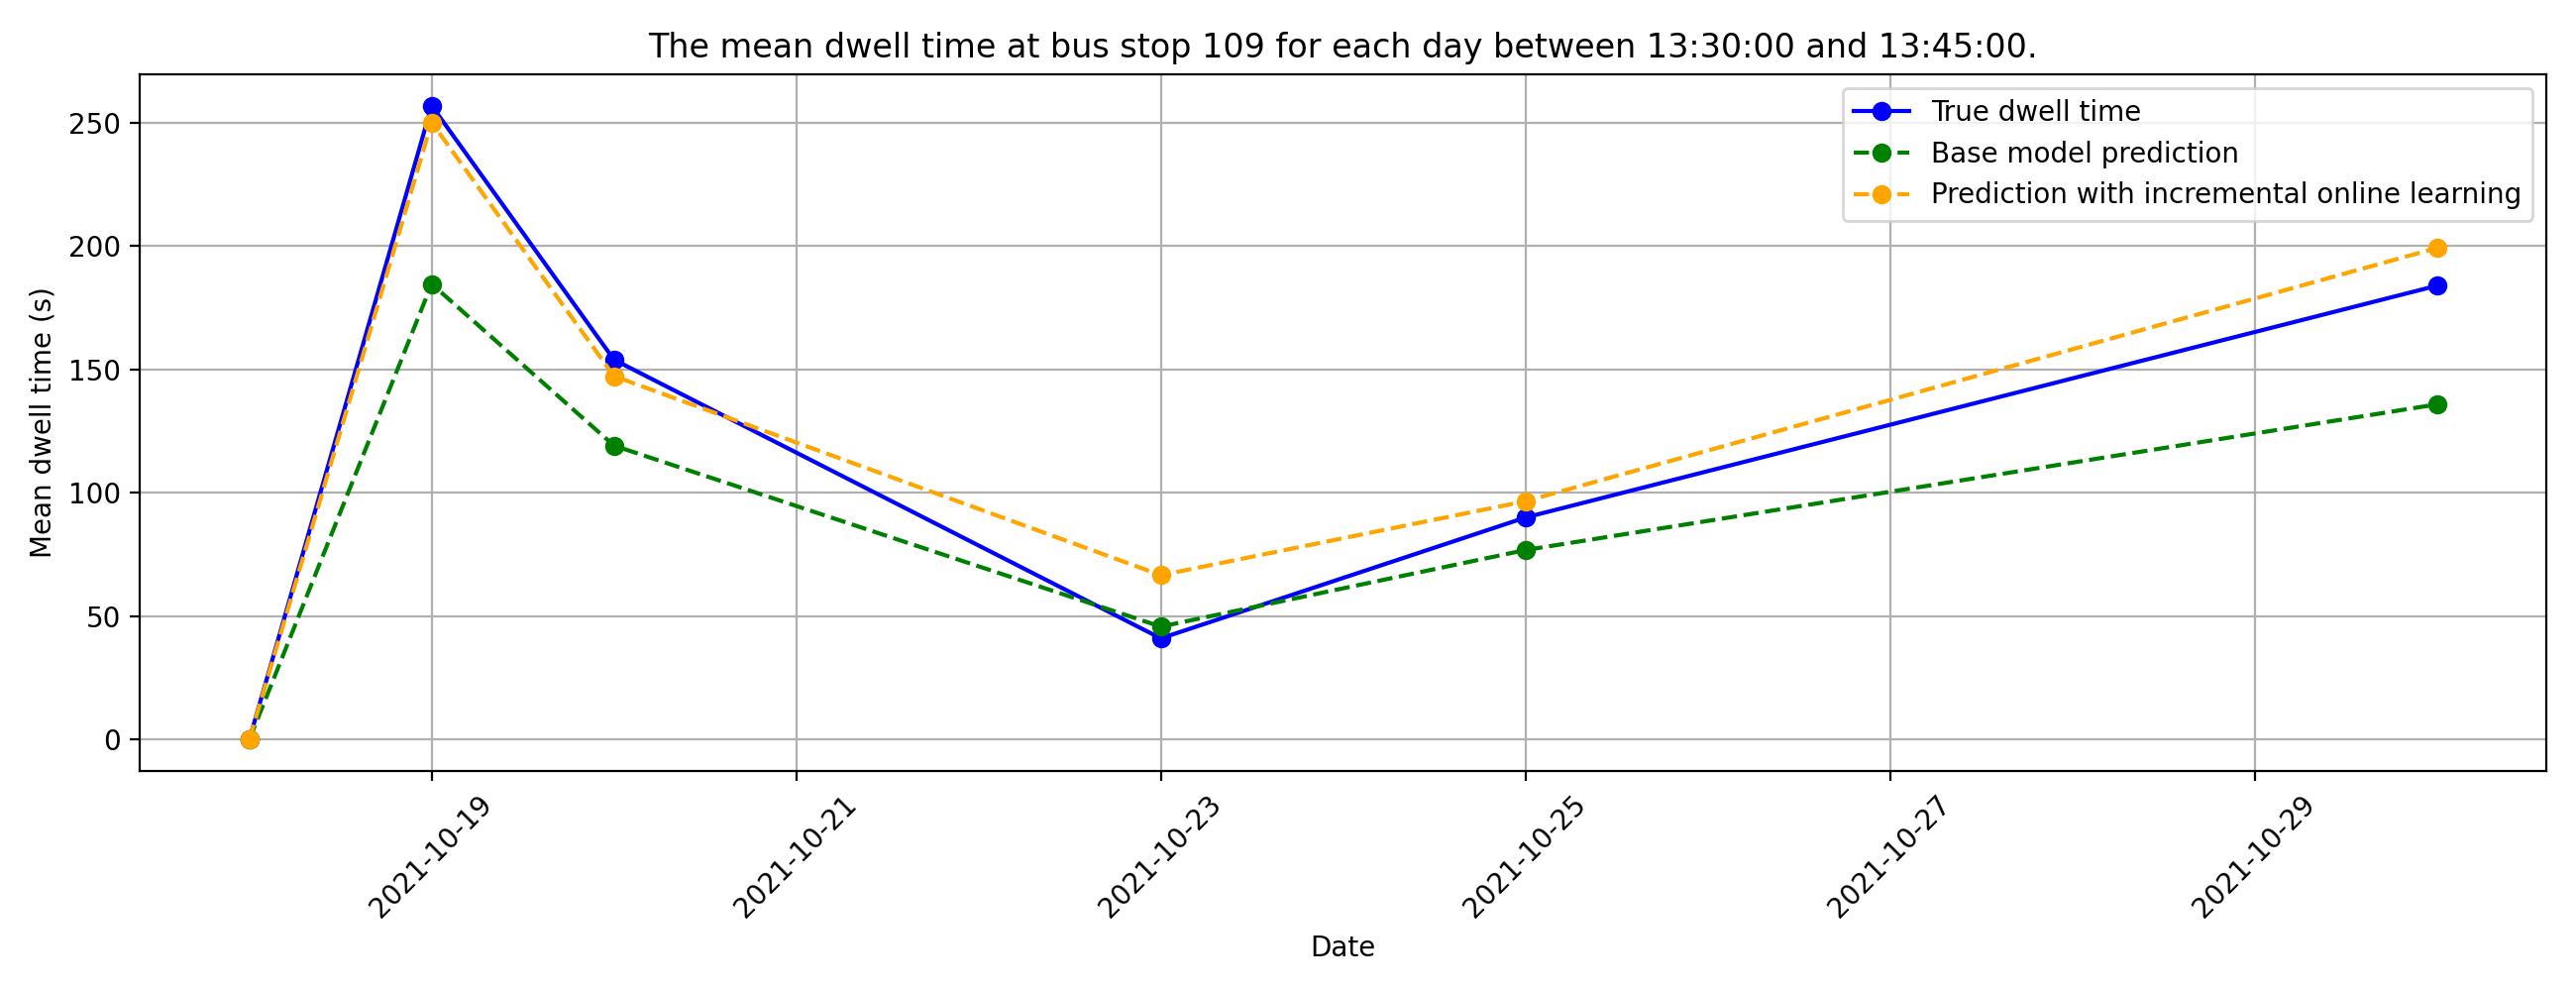 The mean dwell time at bus stop 109 for each day between 13:30:00 and 13:45:00.
True dwell time
Base model prediction
Prediction with incremental online learning
Mean dwell time (s)
250
200
150
100
50
0
2021-10-19
2021-10-21
2021-10-23
2021-10-25
2021-10-27
2021-10-29
Date